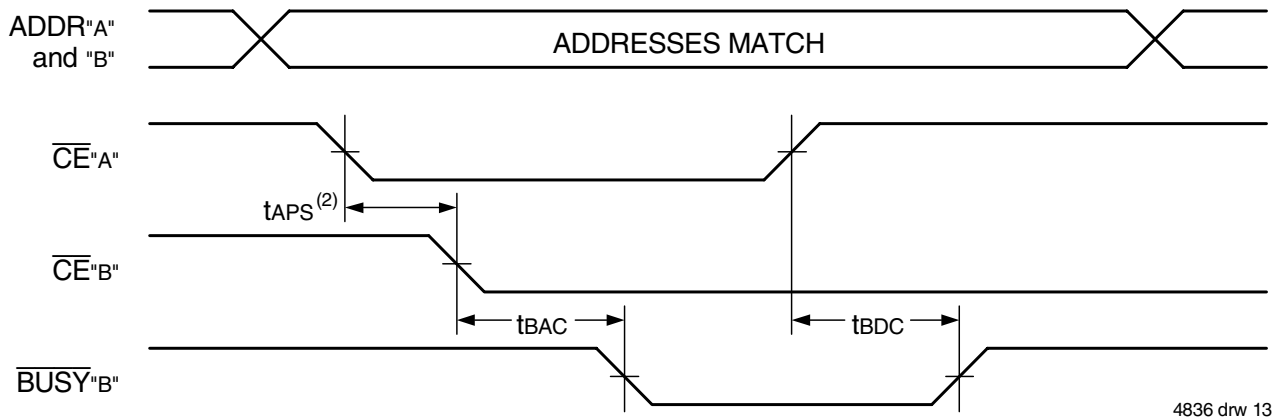 ADDR"A"
and "B"
ADDRESSES MATCH
CE"A"
tAPS(2)
CE"B"
tBAC
tBDC
BUSY"B"
4836 drw 13